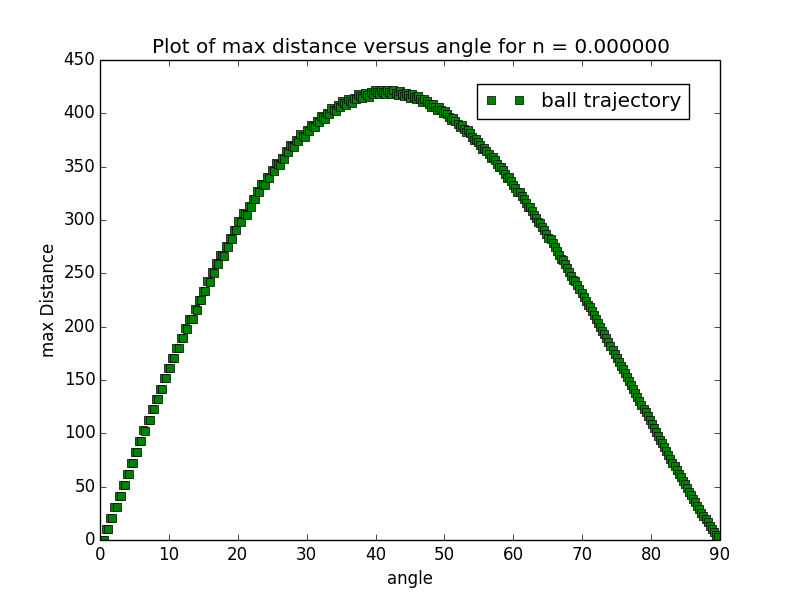 Plot of max distance versus angle for n = 0.000000
450
400
350
300
250
200
150
100
50
0
max Distance
ball trajectory
0 10 20 30 40 50 60 70 80 90
angle